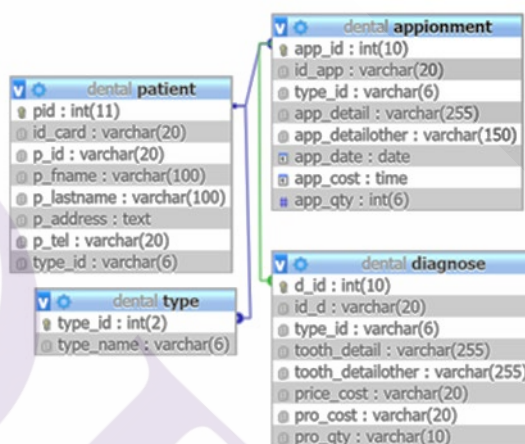 dental patient
pid : int(11)
id_card : varchar(20)
p_id : varchar(20)
p_fname : varchar(100)
p_lastname : varchar(100)
p_address : text
p_tel : varchar(20)
type_id : varchar(6)
dental type
type_id : int(2)
type_name : varchar(6)
dental appionment
app_id : int(10)
id_app : varchar(20)
type_id : varchar(6)
app_detail : varchar(255)
app_detailother : varchar(150)
app_date : date
app_cost : time
app_qty : int(6)
dental diagnose
d_id : int(10)
id_d : varchar(20)
type_id : varchar(6)
tooth_detail : varchar(255)
tooth_detailother : varchar(255)
price_cost : varchar(20)
pro_cost : varchar(20)
pro_qty : varchar(10)